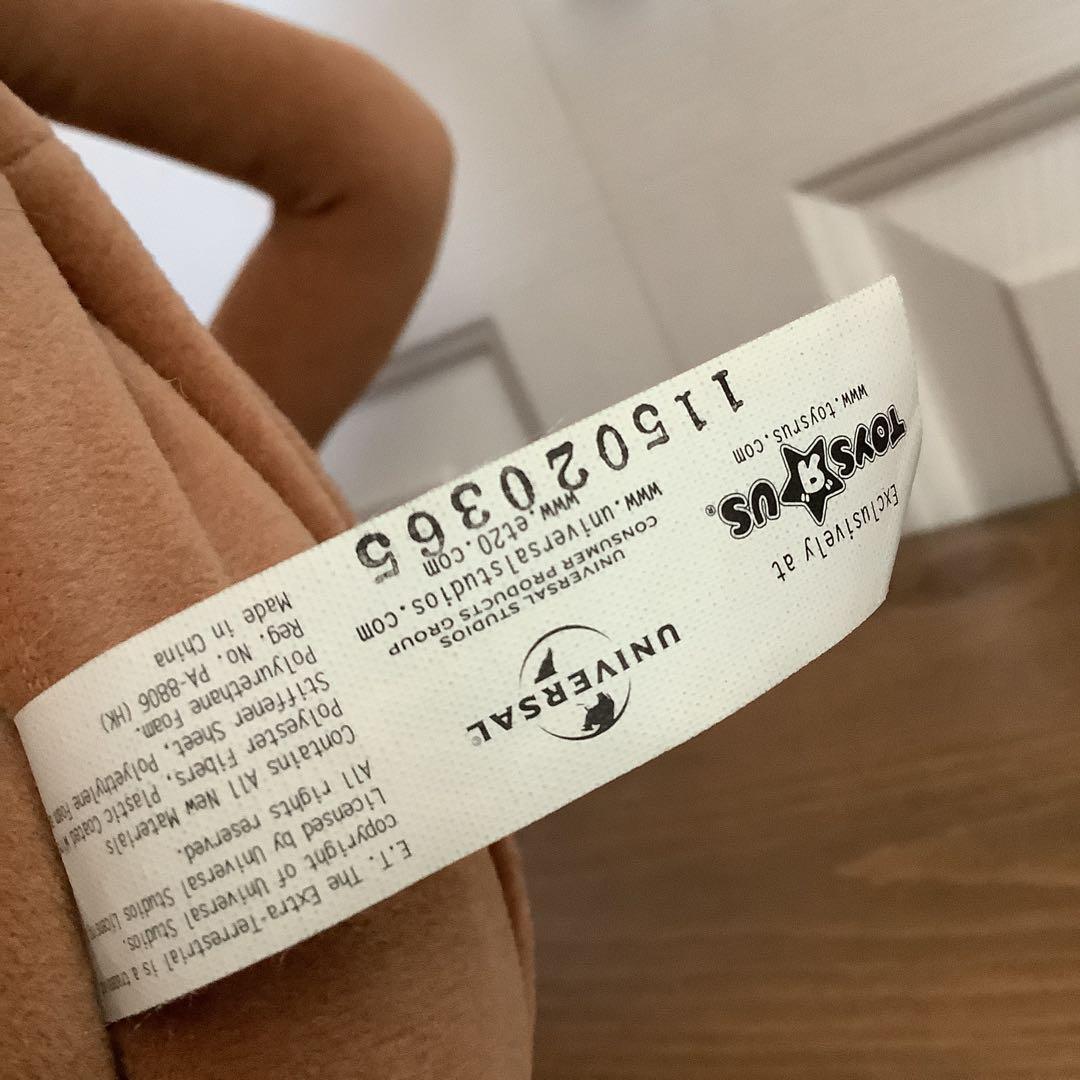 Exclusively at
TOYS R US®
www.toysrus.com
UNIVERSAL®
UNIVERSAL STUDIOS
CONSUMER PRODUCTS GROUP
www.universalstudios.com
www.et20.com
115020365
E.T. The Extra-Terrestrial is a
copyright of Universal Studios.
Licensed by Universal Studios
All rights reserved.
Contains All New Materials
Polyester Fibers, Plastic Coated
Stiffener Sheet, Polyethylene Foam
Polyurethane Foam.
Reg. No. PA-8806 (HK)
Made in China